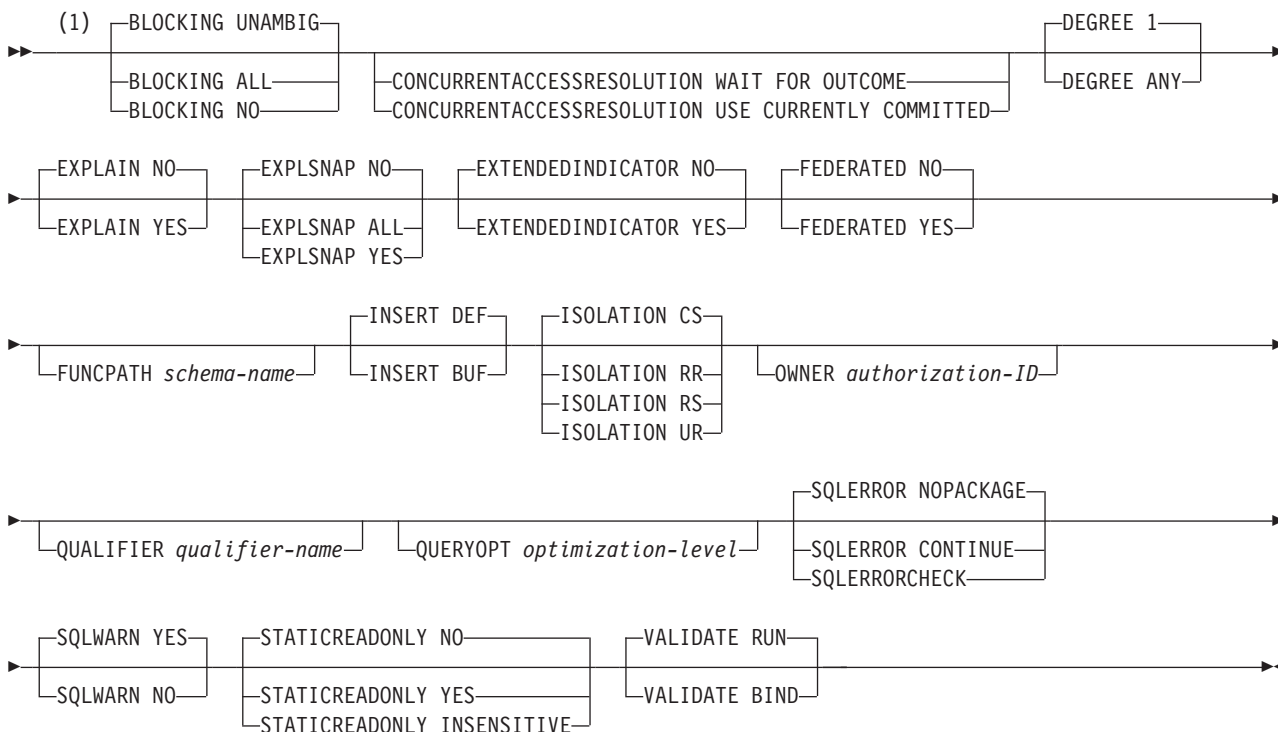 (1) BLOCKING UNAMBIG DEGREE 1
BLOCKING ALL CONCURRENTACCESSRESOLUTION WAIT FOR OUTCOME DEGREE ANY
BLOCKING NO CONCURRENTACCESSRESOLUTION USE CURRENTLY COMMITTED
EXPLAIN NO EXPLSNAP NO EXTENDEDINDICATOR NO FEDERATED NO
EXPLAIN YES EXPLSNAP ALL EXTENDEDINDICATOR YES FEDERATED YES
EXPLSNAP YES
INSERT DEF ISOLATION CS
FUNCPATH schema-name INSERT BUF ISOLATION RR OWNER authorization-ID
ISOLATION RS
ISOLATION UR
SQLERROR NOPACKAGE
QUALIFIER qualifier-name QUERYOPT optimization-level SQLERROR CONTINUE
SQLERRORCHECK
SQLWARN YES STATICREADONLY NO VALIDATE RUN
SQLWARN NO STATICREADONLY YES VALIDATE BIND
STATICREADONLY INSENSITIVE